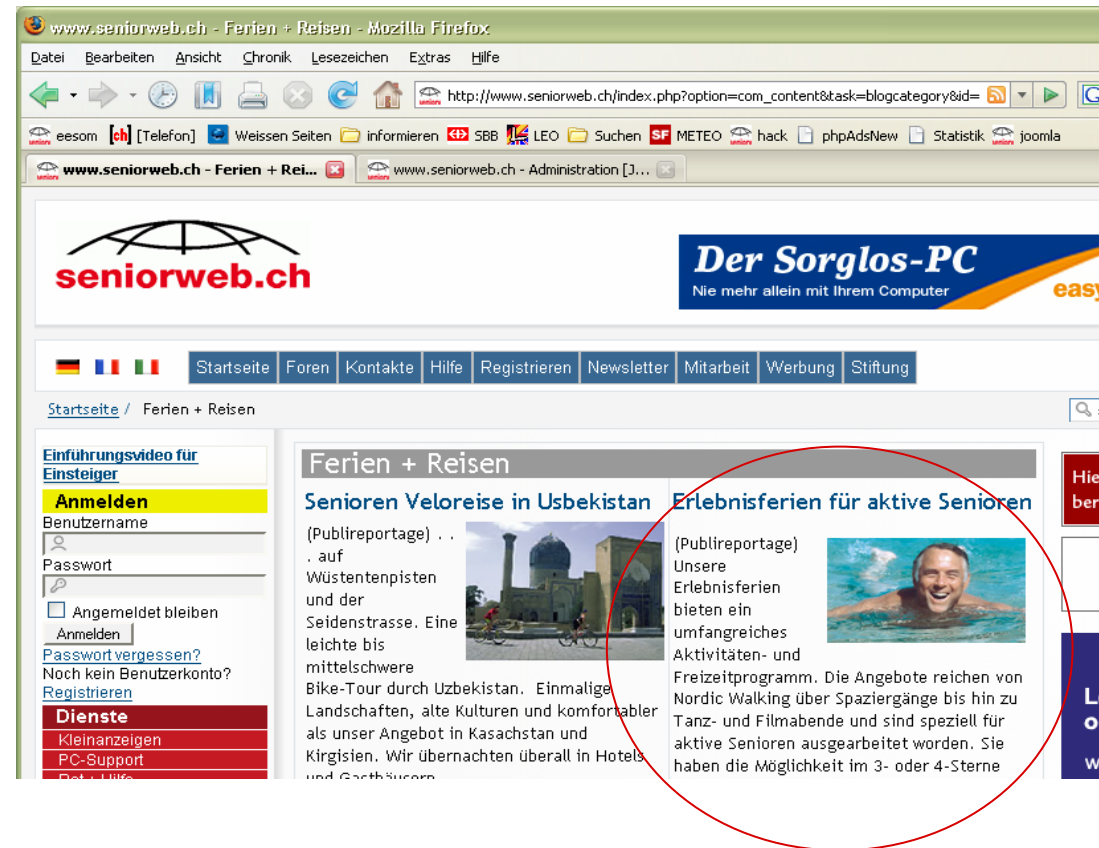 www.seniorweb.ch - Ferien + Reisen - Mozilla Firefox
Datei Bearbeiten Ansicht Chronik Lesezeichen Extras Hilfe
http://www.seniorweb.ch/index.php?option=com_content&task=blogcategory&id=
eesom [ch] [Telefon] Weissen Seiten informieren SBB LEO Suchen SF METEO hack phpAdsNew Statistik joomla
www.seniorweb.ch - Ferien + Rei... www.seniorweb.ch - Administration [J...
seniorweb.ch
Der Sorglos-PC
Nie mehr allein mit Ihrem Computer
easy
Startseite Foren Kontakte Hilfe Registrieren Newsletter Mitarbeit Werbung Stiftung
Startseite / Ferien + Reisen
Einführungsvideo für
Einsteiger
Anmelden
Benutzername
Passwort
Angemeldet bleiben
Anmelden
Passwort vergessen?
Noch kein Benutzerkonto?
Registrieren
Dienste
Kleinanzeigen
PC-Support
Rat + Hilfe
Ferien + Reisen
Senioren Veloreise in Usbekistan
(Publireportage) . .
. auf
Wüstentenpisten
und der
Seidenstrasse. Eine
leichte bis
mittelschwere
Bike-Tour durch Uzbekistan. Einmalige
Landschaften, alte Kulturen und komfortabler
als unser Angebot in Kasachstan und
Kirgisien. Wir übernachten überall in Hotels
und Gasthäusern
Erlebnisferien für aktive Senioren
(Publireportage)
Unsere
Erlebnisferien
bieten ein
umfangreiches
Aktivitäten- und
Freizeitprogramm. Die Angebote reichen von
Nordic Walking über Spaziergänge bis hin zu
Tanz- und Filmabende und sind speziell für
aktive Senioren ausgearbeitet worden. Sie
haben die Möglichkeit im 3- oder 4-Sterne
Hie
ber
L
o
w